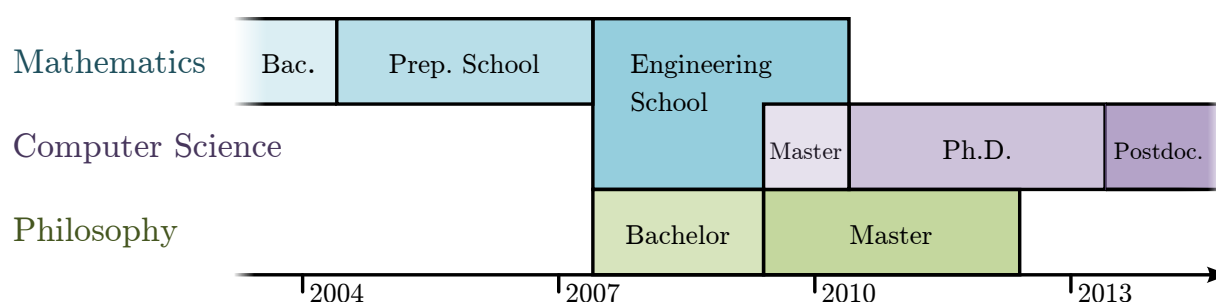 Mathematics
Bac.
Prep. School
Engineering
School
Computer Science
Master
Ph.D.
Postdoc.
Philosophy
Bachelor
Master
2004
2007
2010
2013